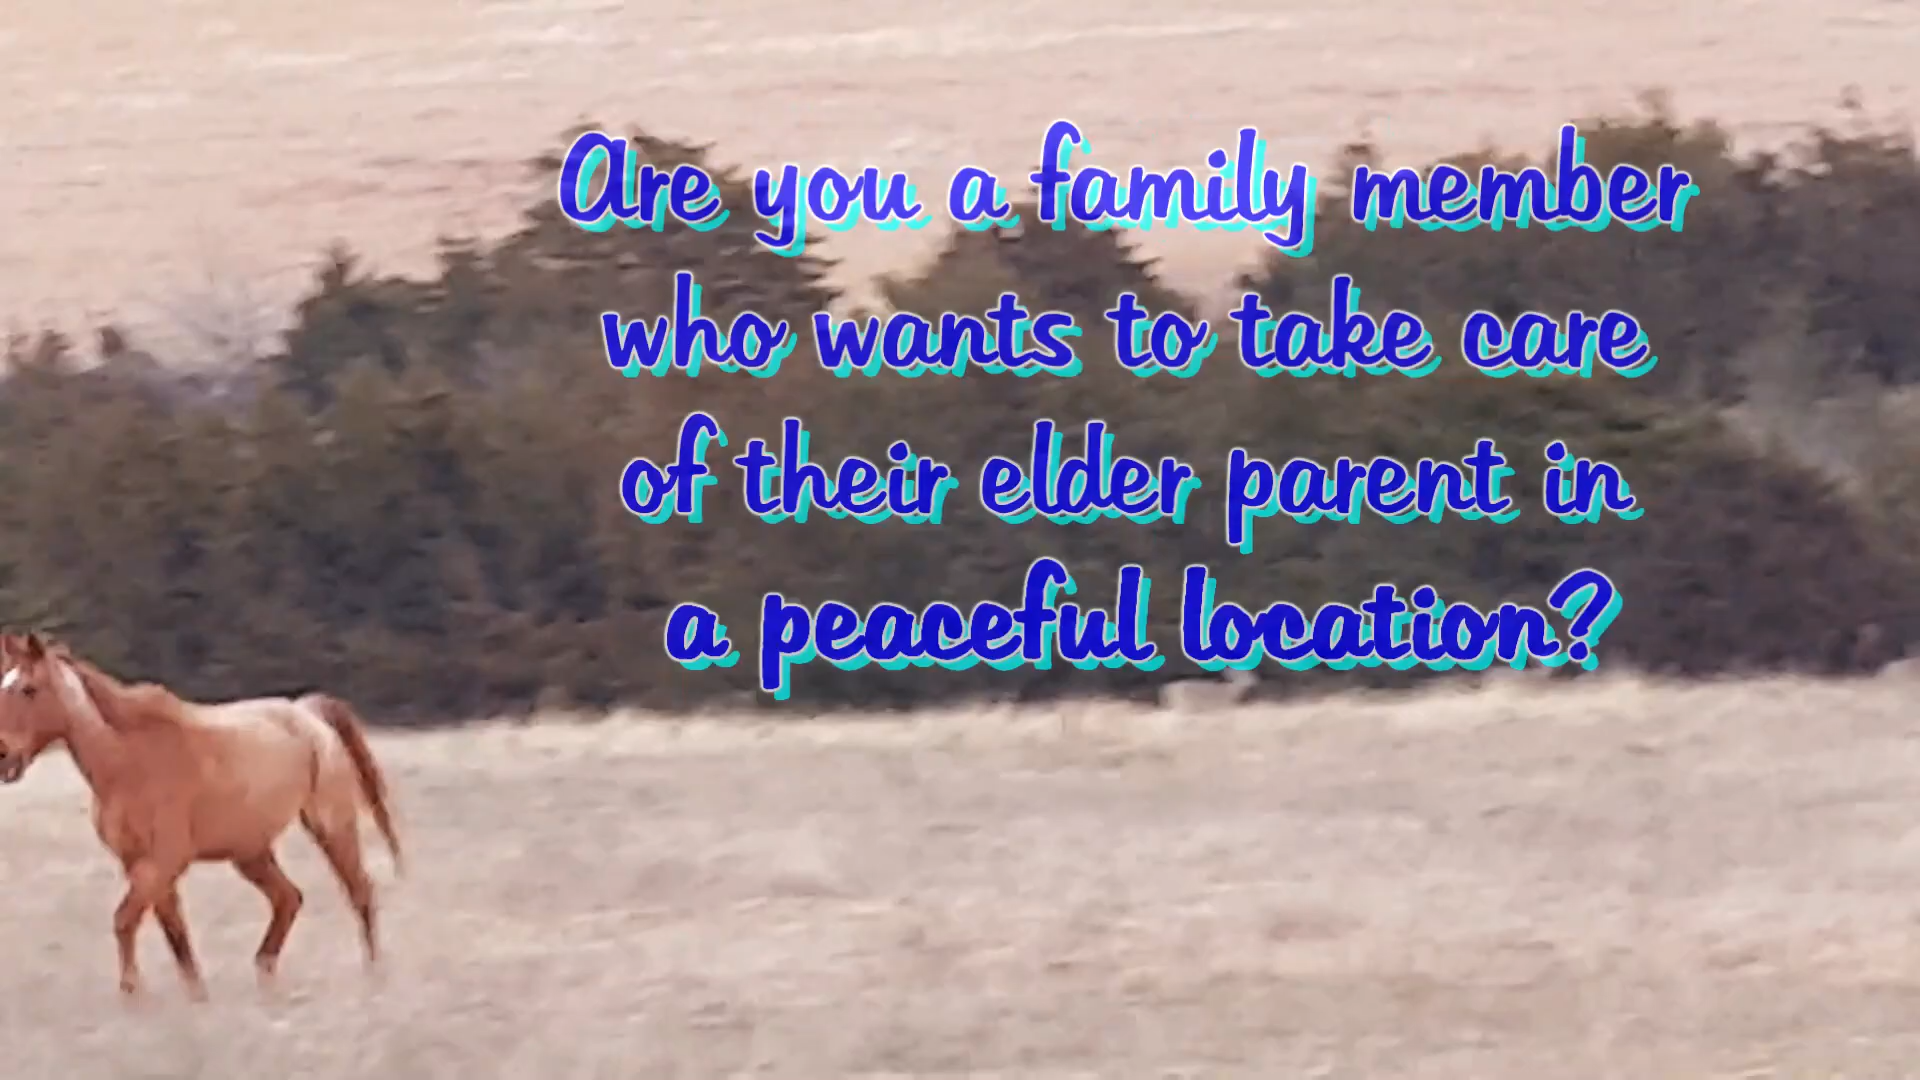 Are you a family member
who wants to take care
of their elder parent in
a peaceful location?